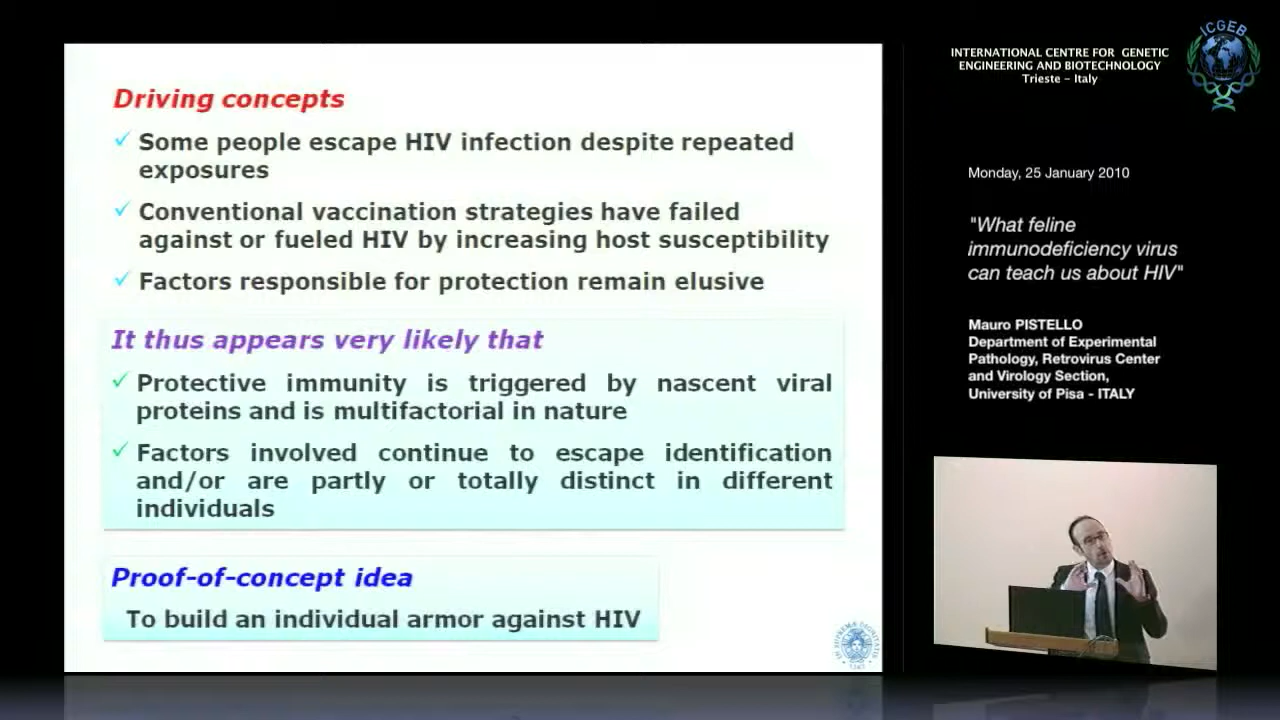 Driving concepts
✓ Some people escape HIV infection despite repeated
exposures
✓ Conventional vaccination strategies have failed
against or fueled HIV by increasing host susceptibility
✓ Factors responsible for protection remain elusive
It thus appears very likely that
✓ Protective immunity is triggered by nascent viral
proteins and is multifactorial in nature
✓ Factors involved continue to escape identification
and/or are partly or totally distinct in different
individuals
Proof-of-concept idea
To build an individual armor against HIV
INTERNATIONAL CENTRE FOR GENETIC
ENGINEERING AND BIOTECHNOLOGY
Trieste - Italy
ICGEB
Monday, 25 January 2010
"What feline
immunodeficiency virus
can teach us about HIV"
Mauro PISTELLO
Department of Experimental
Pathology, Retrovirus Center
and Virology Section,
University of Pisa - ITALY